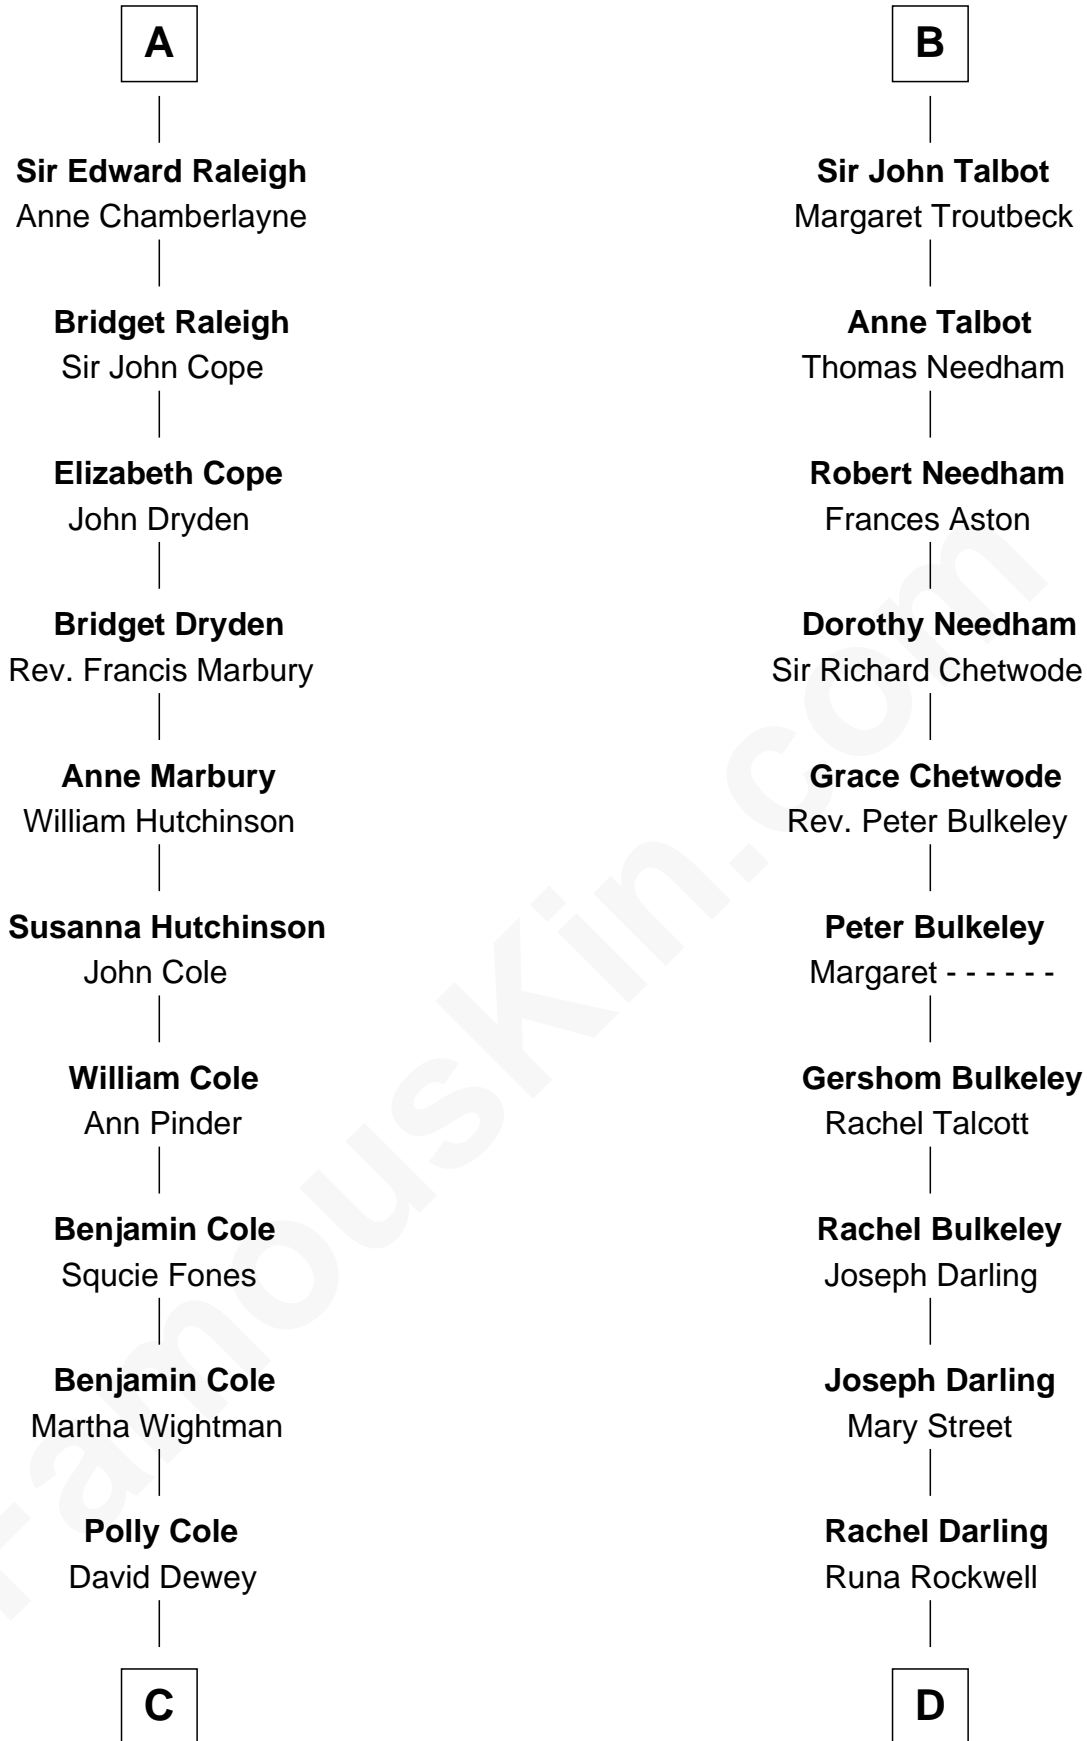 A
Sir Edward Raleigh
Anne Chamberlayne
Bridget Raleigh
Sir John Cope
Elizabeth Cope
John Dryden
Bridget Dryden
Rev. Francis Marbury
Anne Marbury
William Hutchinson
Susanna Hutchinson
John Cole
William Cole
Ann Pinder
Benjamin Cole
Squcie Fones
Benjamin Cole
Martha Wightman
Polly Cole
David Dewey
C
B
Sir John Talbot
Margaret Troutbeck
Anne Talbot
Thomas Needham
Robert Needham
Frances Aston
Dorothy Needham
Sir Richard Chetwode
Grace Chetwode
Rev. Peter Bulkeley
Peter Bulkeley
Margaret - - - - - -
Gershom Bulkeley
Rachel Talcott
Rachel Bulkeley
Joseph Darling
Joseph Darling
Mary Street
Rachel Darling
Runa Rockwell
D
FamousKin.com